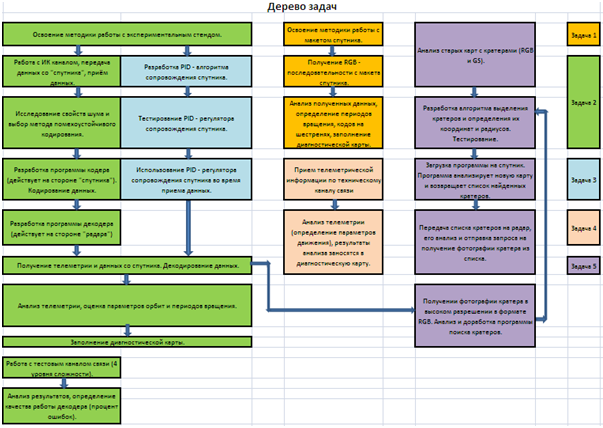 Дерево задач
Освоение методики работы с экспериментальным стендом.
Работа с ИК каналом, передача
данных со "спутника", приём
данных.
Разработка PID - алгоритма
сопровождения спутника.
Исследование свойств шума и
выбор метода помехоустойчивого
кодирования.
Тестирование PID - регулятора
сопровождения спутника.
Разработка программы кодера
(действует на стороне "спутника").
Кодирование данных.
Использование PID - регулятора
сопровождения спутника во время
приема данных.
Разработка программы декодера
(действует на стороне "радара")
Получение телеметрии и данных со спутника. Декодирование данных.
Анализ телеметрии, оценка параметров орбит и периодов вращения.
Заполнение диагностической карты.
Работа с тестовым каналом связи (4
уровня сложности).
Анализ результатов, определение
качества работы декодера (процент
ошибок).
Освоение методики работы с
макетом спутника.
Получение RGB -
последовательности с макета
спутника.
Анализ полученных данных,
определение периодов
вращения, кодов на
шестренях, заполнение
диагностической карты.
Прием телеметрической
информации по техническому
каналу связи
Анализ телеметрии
(определение параметров
движения), результаты
анализа заносятся в
диагностическую карту.
Анализ старых карт с кратерами (RGB
и GS).
Разработка алгоритма выделения
кратеров и определения их
координат и радиусов.
Тестирование.
Загрузка программы на спутник.
Программа анализирует новую карту
и возвращает список найденных
кратеров.
Передача списка кратеров на радар,
его анализ и отправка запроса на
получение фотографии кратера из
списка.
Получении фотографии кратера в
высоком разрешении в формате
RGB. Анализ и доработка программы
поиска кратеров.
Задача 1
Задача 2
Задача 3
Задача 4
Задача 5